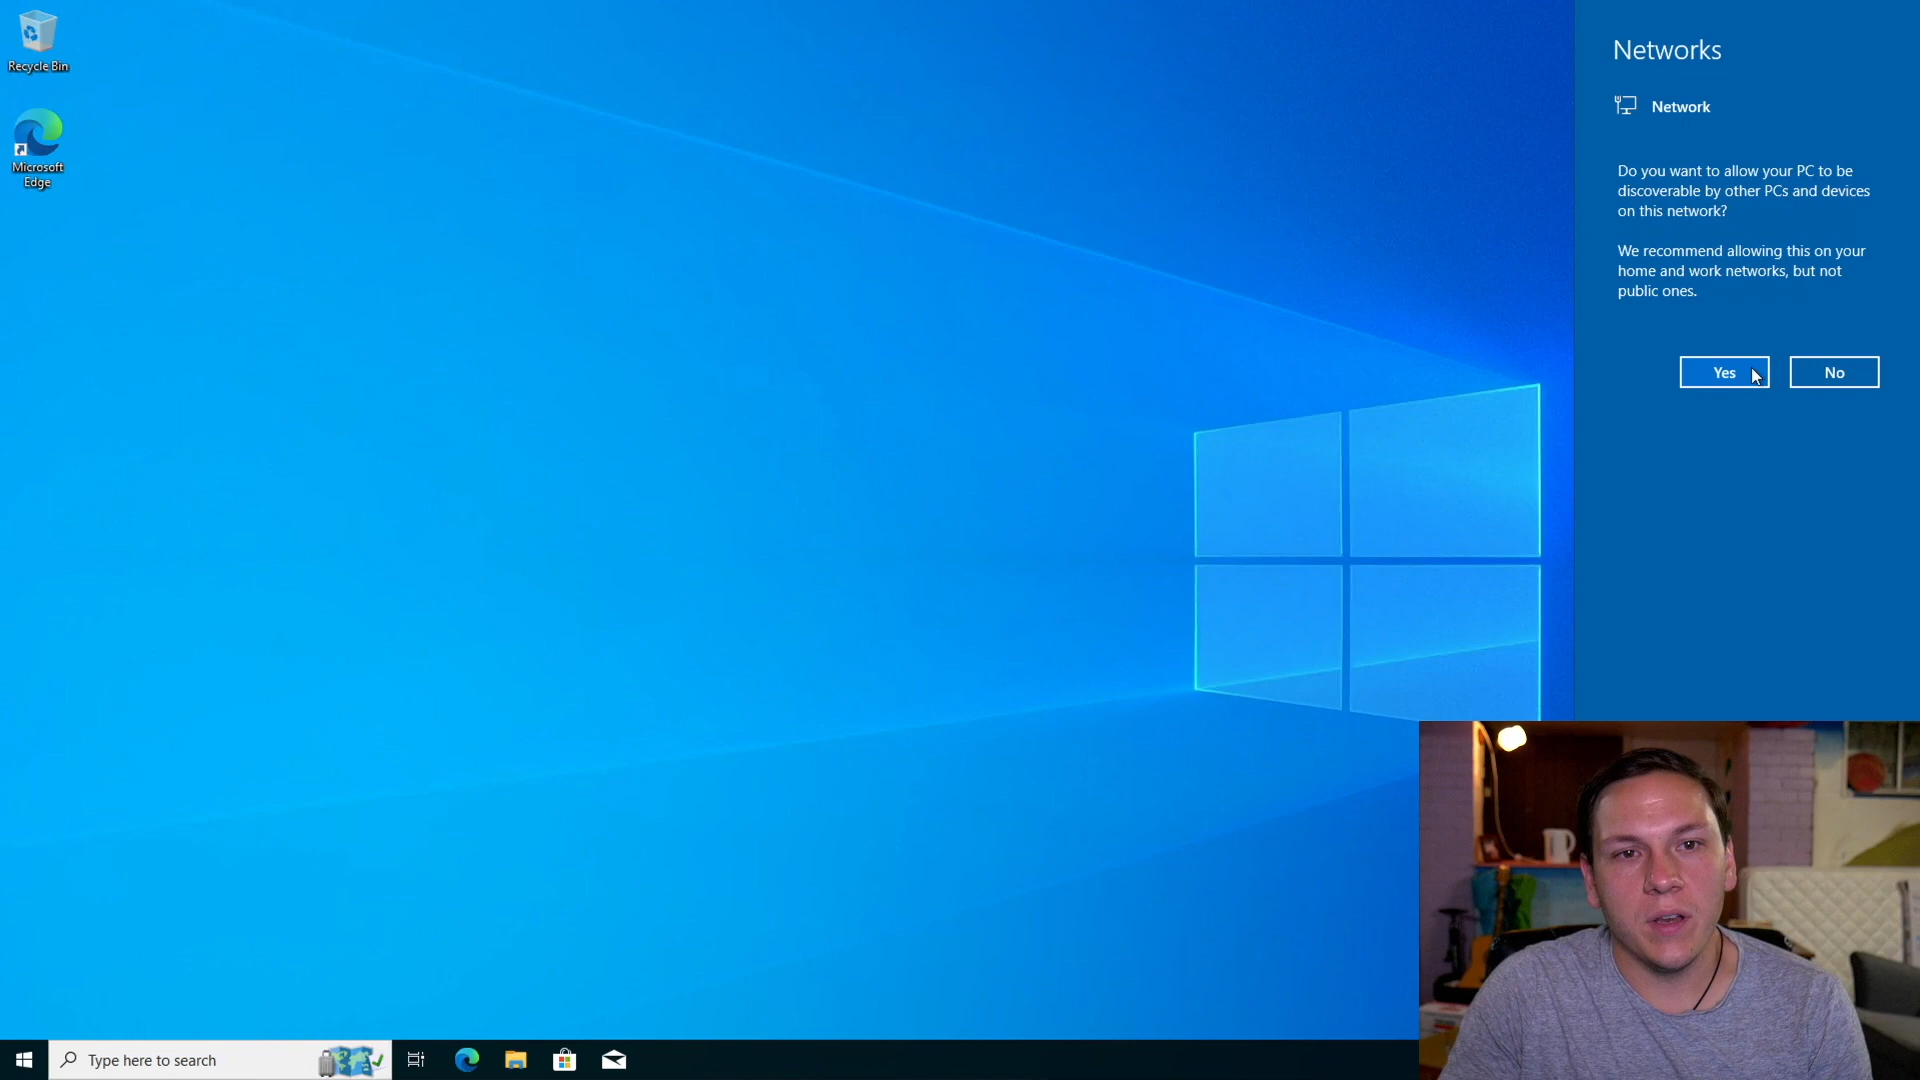 Recycle Bin
Microsoft
Edge
Networks
Network
Do you want to allow your PC to be
discoverable by other PCs and devices
on this network?
We recommend allowing this on your
home and work networks, but not
public ones.
Yes
No
Type here to search